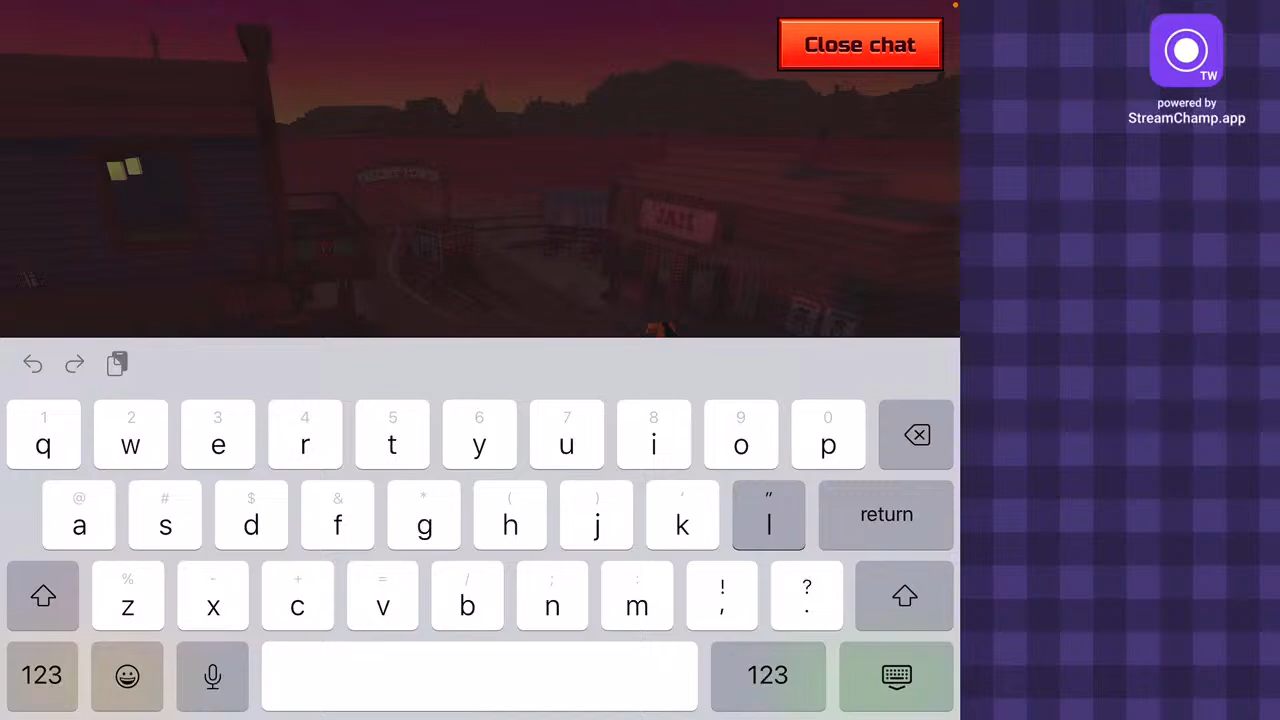 Close chat
TW
powered by
StreamChamp.app
JAIL
1 2 3 4 5 6 7 8 9 0
q w e r t y u i o p
@ # $ & * ( ) ‘ “
a s d f g h j k l return
% - + = / ; : ! ?
z x c v b n m , .
123 123